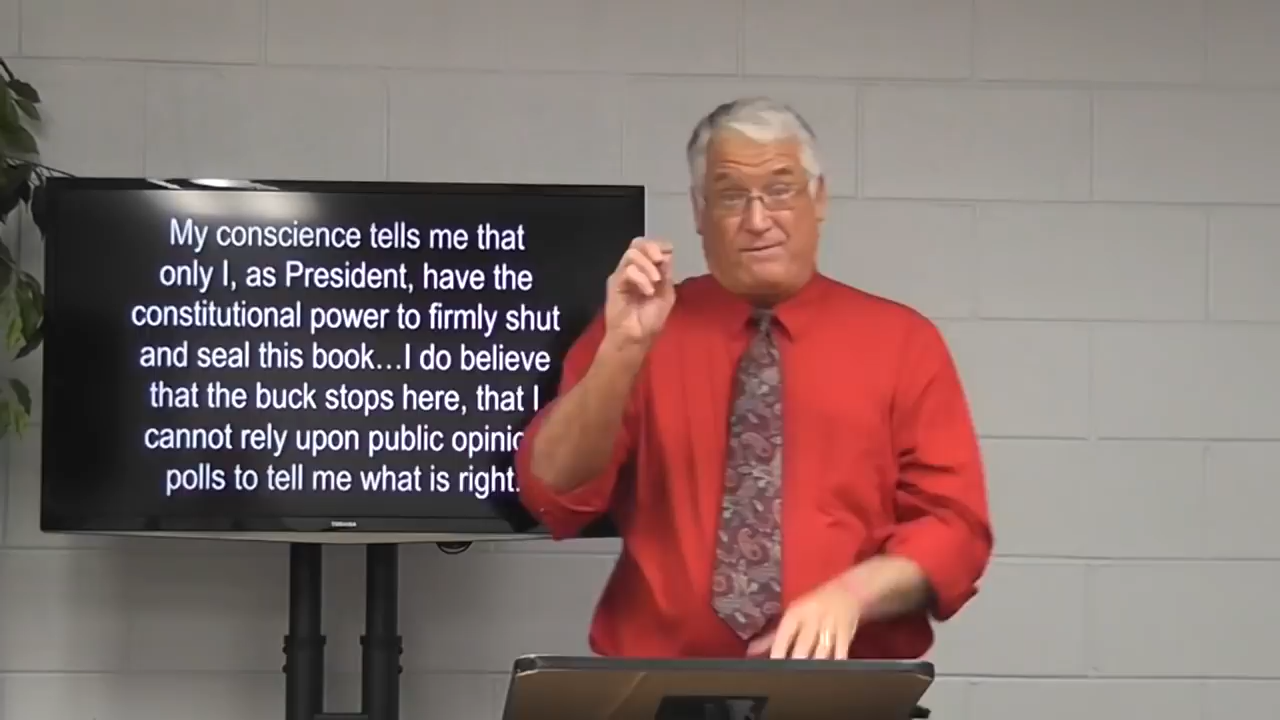 My conscience tells me that
only I, as President, have the
constitutional power to firmly shut
and seal this book...I do believe
that the buck stops here, that I
cannot rely upon public opinio
polls to tell me what is right.
TOSHIBA